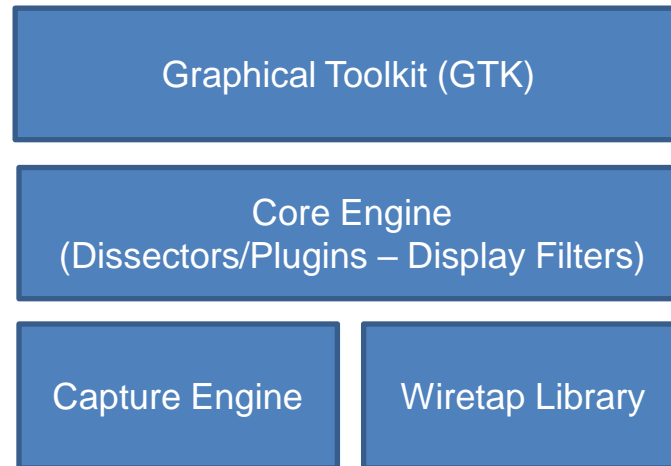 Graphical Toolkit (GTK)
Core Engine
(Dissectors/Plugins – Display Filters)
Capture Engine
Wiretap Library